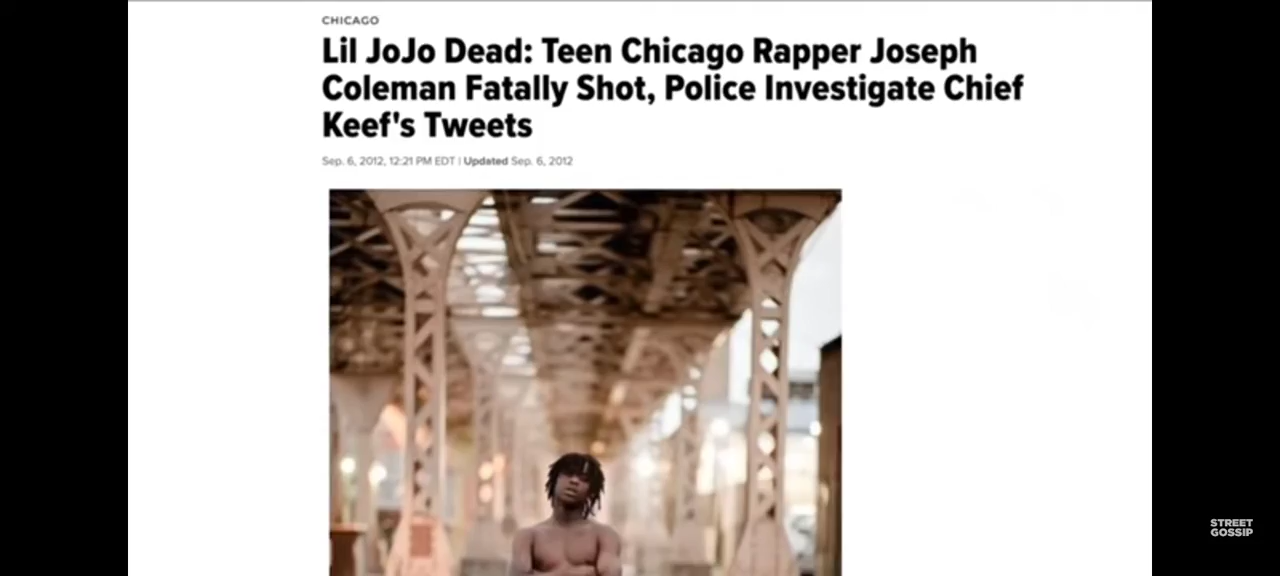 CHICAGO
Lil JoJo Dead: Teen Chicago Rapper Joseph
Coleman Fatally Shot, Police Investigate Chief
Keef's Tweets
Sep. 6, 2012, 12:21 PM EDT | Updated Sep. 6, 2012
STREET
GOSSIP